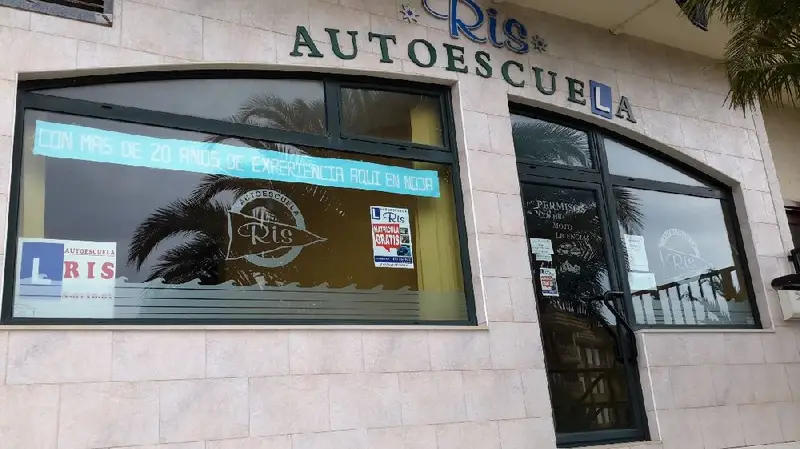 Ris
AUTOESCUELA
CON MAS DE 20 AÑOS DE EXPERIENCIA AQUI EN NOJA
AUTOESCUELA
Ris
L
AUTOESCUELA
RIS
L
Ris
MATRICULA
GRATIS
PERMISOS
MOTO
LICENCIAS